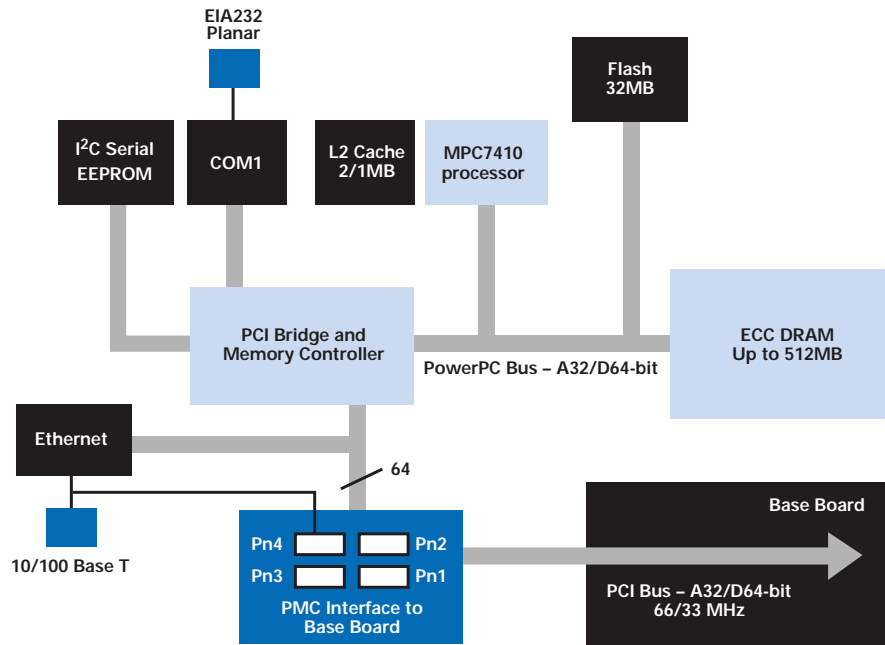 EIA232
Planar
Flash
32MB
I²C Serial
EEPROM
COM1
L2 Cache
2/1MB
MPC7410
processor
PCI Bridge and
Memory Controller
ECC DRAM
Up to 512MB
PowerPC Bus – A32/D64-bit
Ethernet
64
Base Board
10/100 Base T
Pn4
Pn2
Pn3
Pn1
PMC Interface to
Base Board
PCI Bus – A32/D64-bit
66/33 MHz